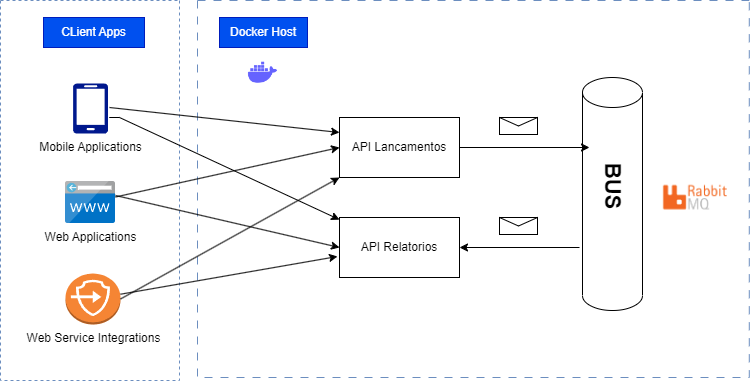 CLient Apps
Docker Host
Mobile Applications
API Lancamentos
BUS
Rabbit
MQ
www
Web Applications
API Relatorios
Web Service Integrations